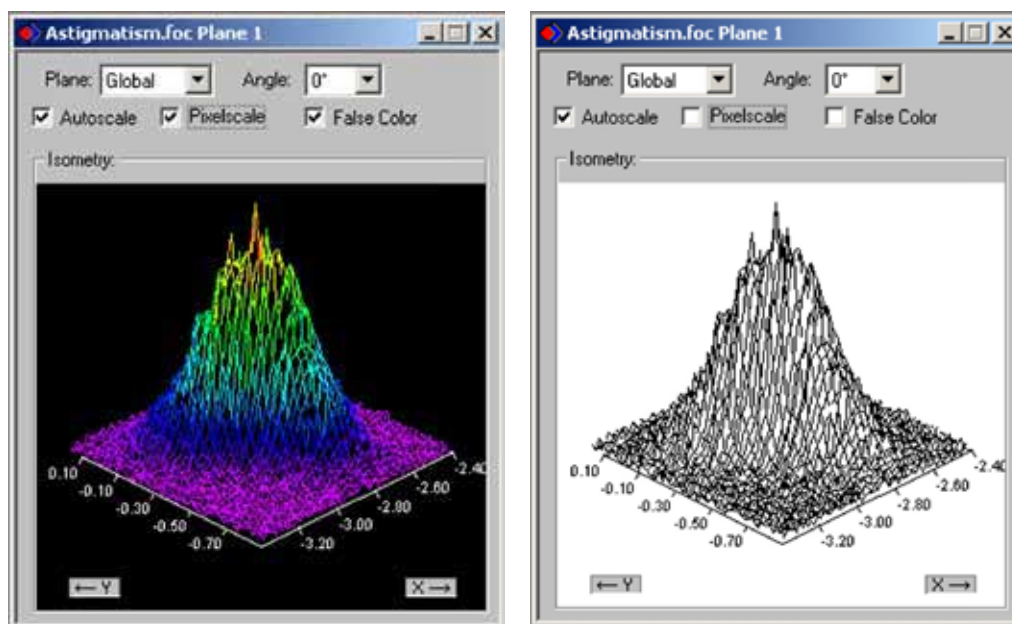 Astigmatism.foc Plane 1
Plane: Global Angle: 0°
Autoscale Pixelscale False Color
Isometry:
0.10 -2.40
-0.10 -2.60
-0.30 -2.80
-0.50 -3.00
-0.70 -3.20
← Y X →
Astigmatism.foc Plane 1
Plane: Global Angle: 0°
Autoscale Pixelscale False Color
Isometry:
0.10 -2.40
-0.10 -2.60
-0.30 -2.80
-0.50 -3.00
-0.70 -3.20
← Y X →